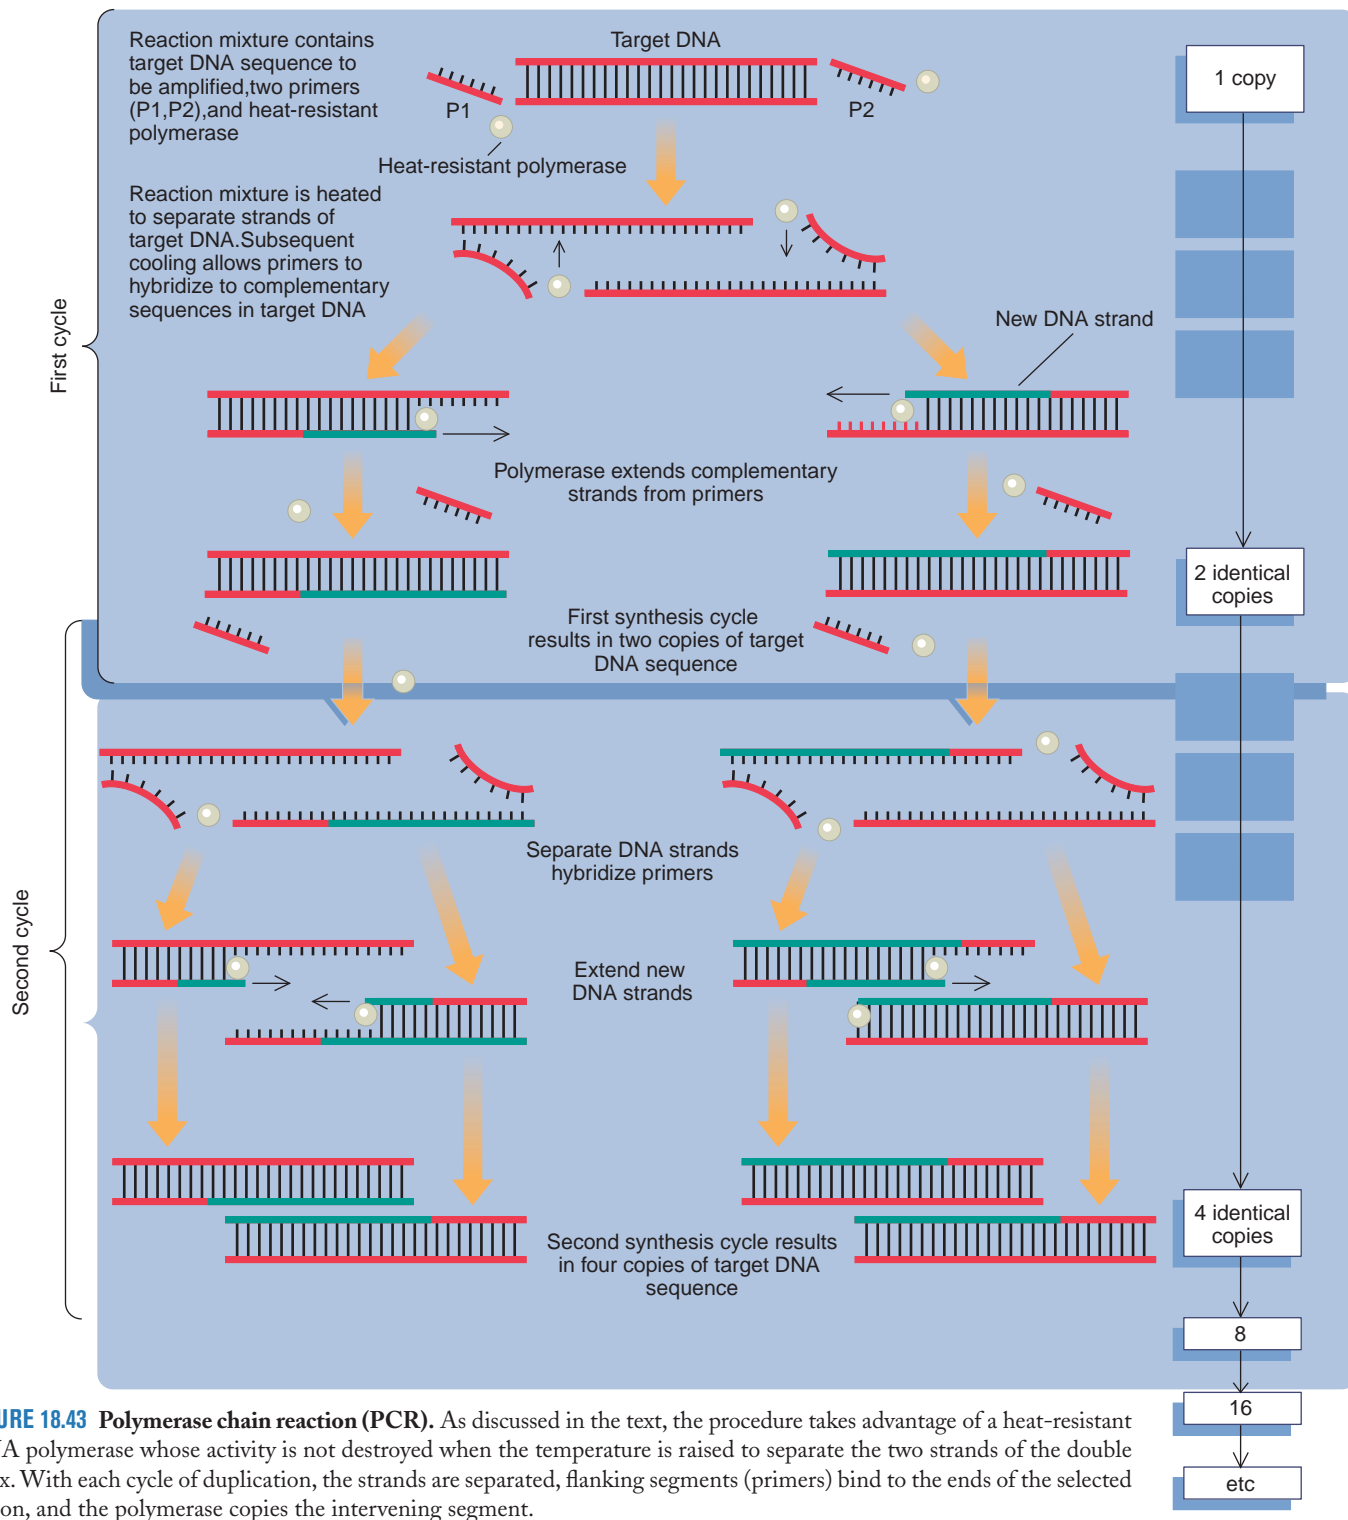 Reaction mixture contains
target DNA sequence to
be amplified,two primers
(P1,P2),and heat-resistant
polymerase
Target DNA
P1
P2
Heat-resistant polymerase
1 copy
Reaction mixture is heated
to separate strands of
target DNA.Subsequent
cooling allows primers to
hybridize to complementary
sequences in target DNA
First cycle
New DNA strand
Polymerase extends complementary
strands from primers
2 identical
copies
First synthesis cycle
results in two copies of target
DNA sequence
Second cycle
Separate DNA strands
hybridize primers
Extend new
DNA strands
4 identical
copies
Second synthesis cycle results
in four copies of target DNA
sequence
8
16
etc
URE 18.43 Polymerase chain reaction (PCR). As discussed in the text, the procedure takes advantage of a heat-resistant
polymerase whose activity is not destroyed when the temperature is raised to separate the two strands of the double
x. With each cycle of duplication, the strands are separated, flanking segments (primers) bind to the ends of the selected
on, and the polymerase copies the intervening segment.